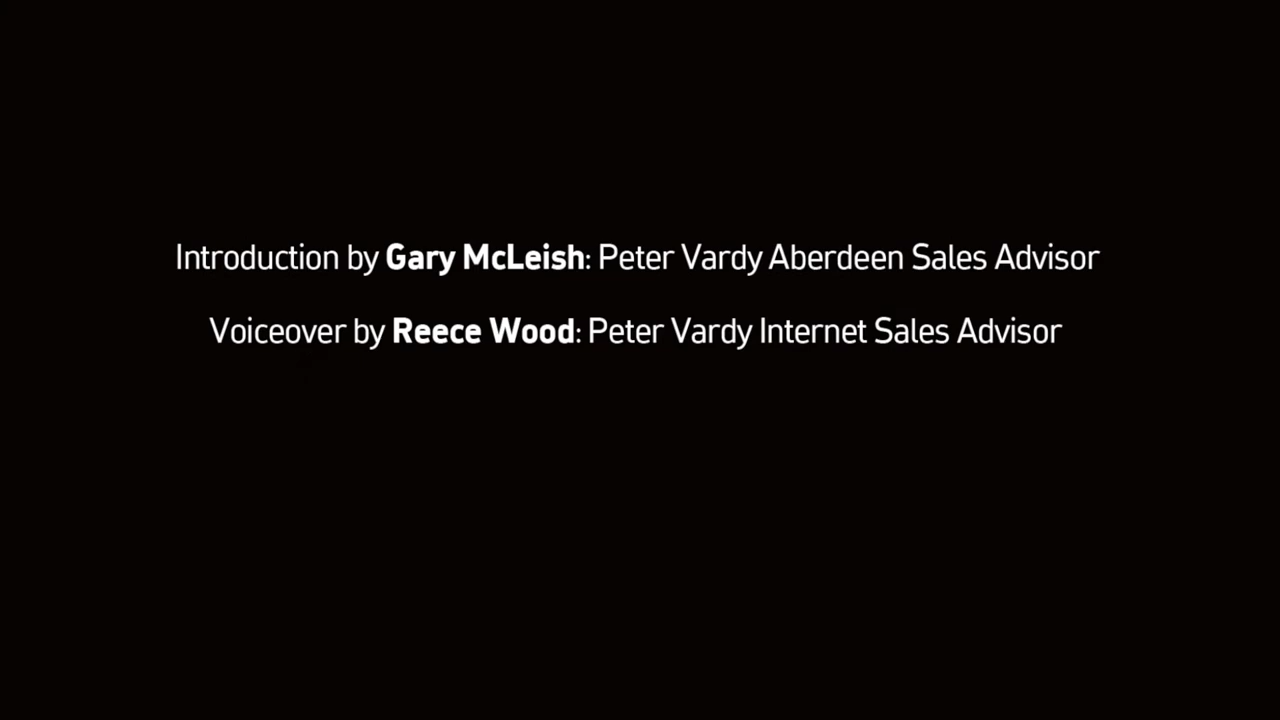 Introduction by Gary McLeish: Peter Vardy Aberdeen Sales Advisor
Voiceover by Reece Wood: Peter Vardy Internet Sales Advisor